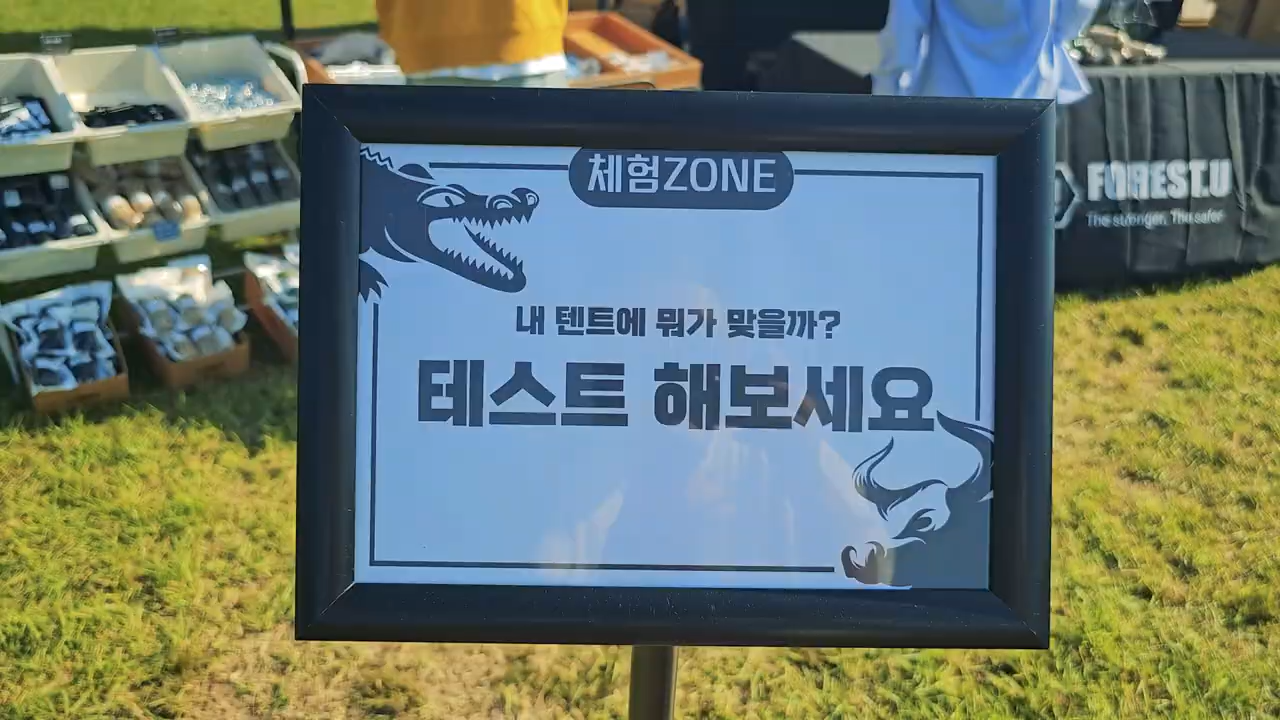 체험ZONE
내 텐트에 뭐가 맞을까?
테스트 해보세요
FOREST.U
The stronger. The safer.